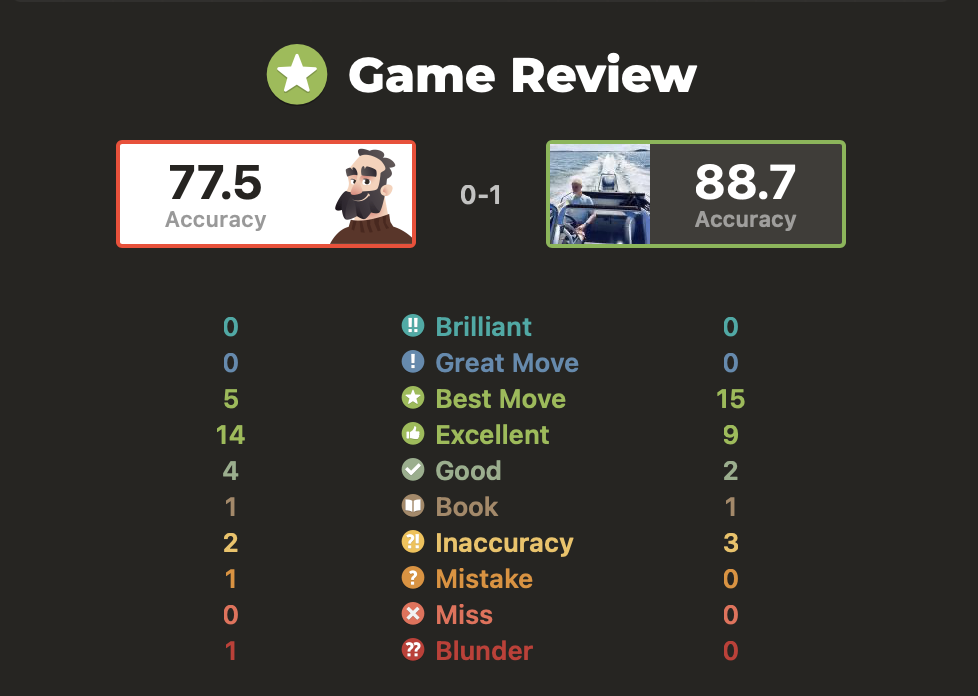 Game Review
77.5
Accuracy
0-1
88.7
Accuracy
0 !! Brilliant 0
0 ! Great Move 0
5 Best Move 15
14 Excellent 9
4 Good 2
1 Book 1
2 ?! Inaccuracy 3
1 ? Mistake 0
0 Miss 0
1 ?? Blunder 0